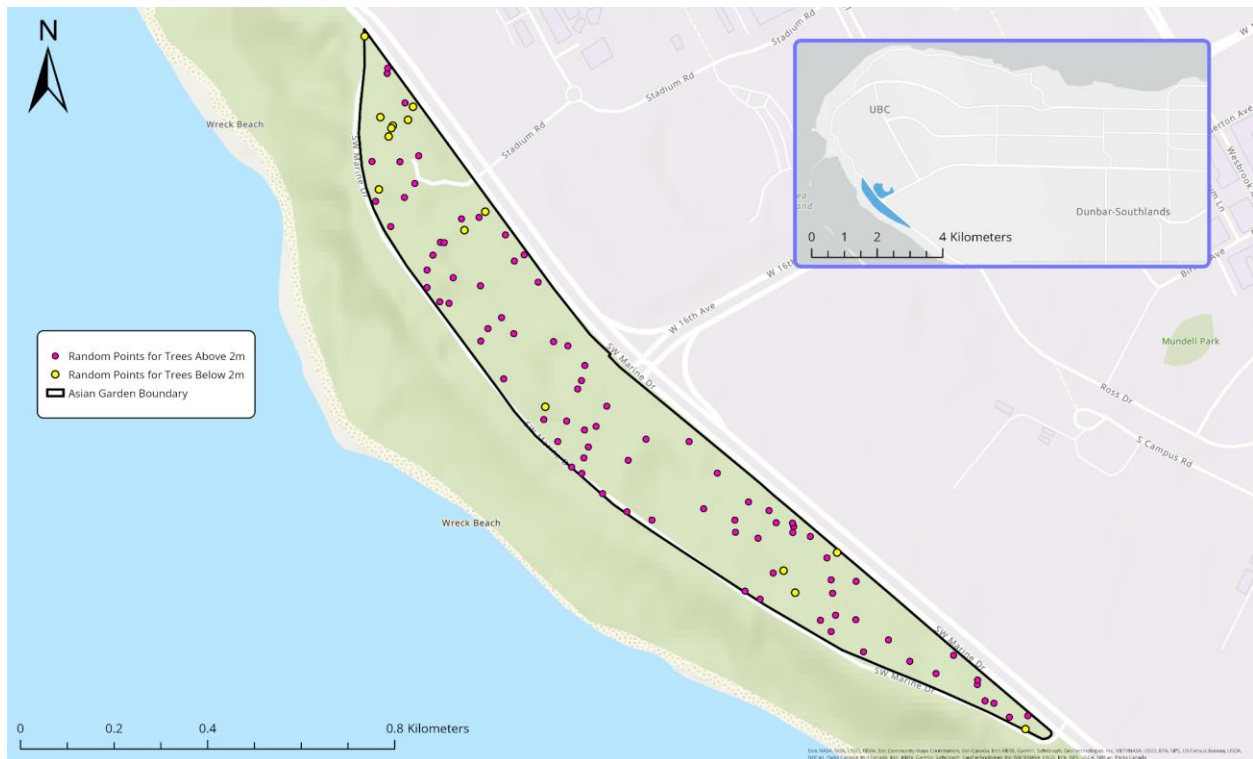 N
Wreck Beach
SW Marine Dr
Stadium Rd
Stadium Rd
Stadium Rd
W 16th Ave
W 16th
SW Marine Dr
Wesbrook
Mundell Park
Ross Dr
S Campus Rd
UBC
Dunbar-Southlands
0 1 2 4 Kilometers
Random Points for Trees Above 2m
Random Points for Trees Below 2m
Asian Garden Boundary
Wreck Beach
SW Marine Dr
SW Marine Dr
0 0.2 0.4 0.8 Kilometers